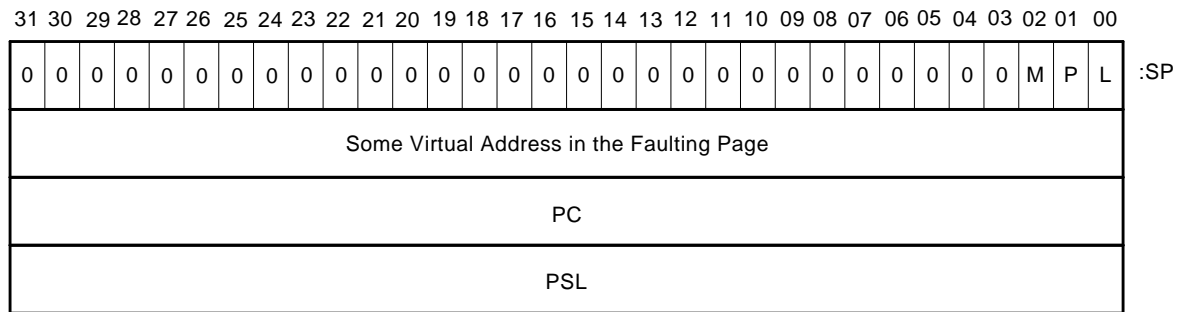 31 30 29 28 27 26 25 24 23 22 21 20 19 18 17 16 15 14 13 12 11 10 09 08 07 06 05 04 03 02 01 00
0 0 0 0 0 0 0 0 0 0 0 0 0 0 0 0 0 0 0 0 0 0 0 0 0 0 0 0 0 M P L :SP
Some Virtual Address in the Faulting Page
PC
PSL